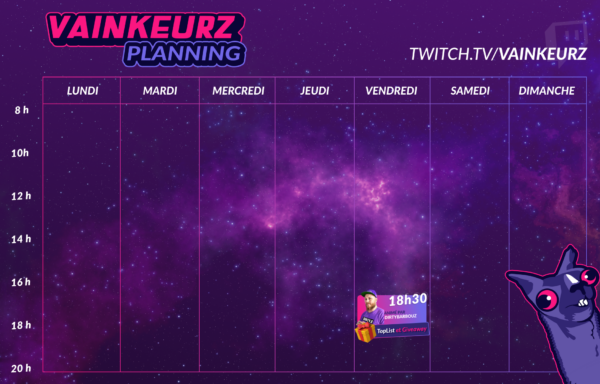 VAINKEURZ
PLANNING
TWITCH.TV/VAINKEURZ
LUNDI MARDI MERCREDI JEUDI VENDREDI SAMEDI DIMANCHE
8 h
10h
12 h
14 h
16 h
18h30
TopList et Giveaway
18 h
20 h